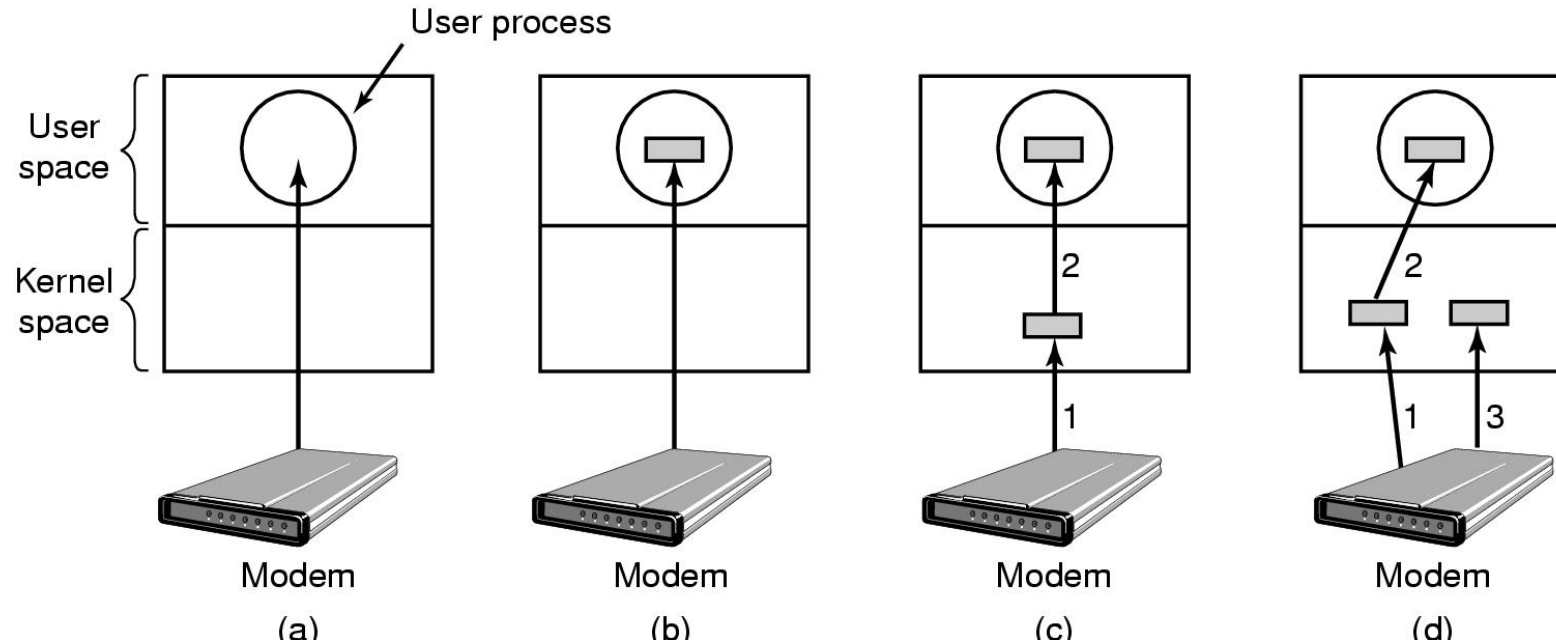 User process
User
space
Kernel
space
2
2
1
1
3
Modem
Modem
Modem
Modem
(a)
(b)
(c)
(d)